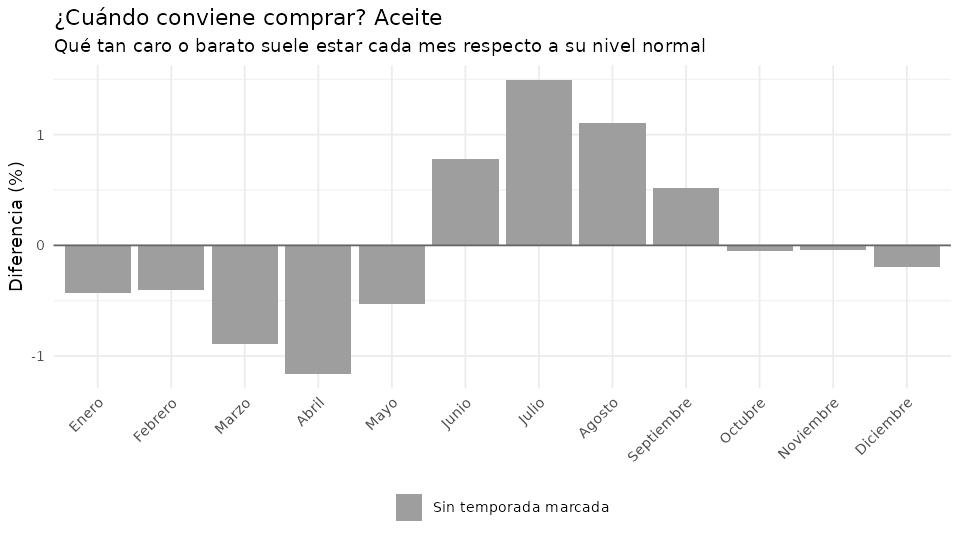 ¿Cuándo conviene comprar? Aceite
Qué tan caro o barato suele estar cada mes respecto a su nivel normal
Diferencia (%)
1
0
-1
Enero
Febrero
Marzo
Abril
Mayo
Junio
Julio
Agosto
Septiembre
Octubre
Noviembre
Diciembre
Sin temporada marcada